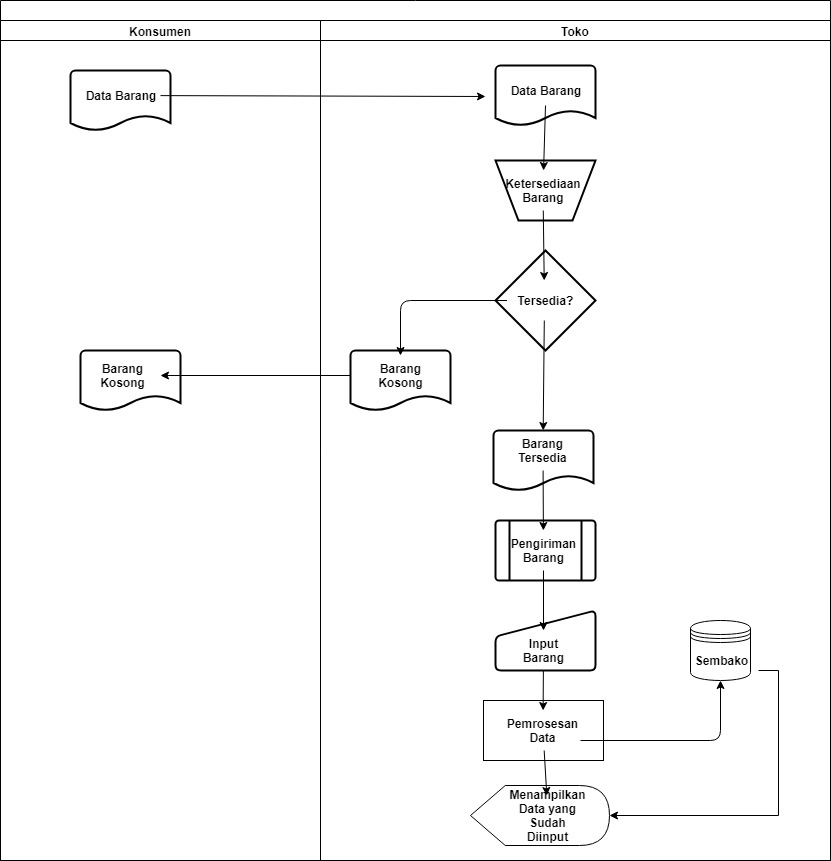 Konsumen
Toko
Data Barang
Data Barang
Ketersediaan
Barang
Tersedia?
Barang
Kosong
Barang
Kosong
Barang
Tersedia
Pengiriman
Barang
Input
Barang
Sembako
Pemrosesan
Data
Menampilkan
Data yang
Sudah
Diinput